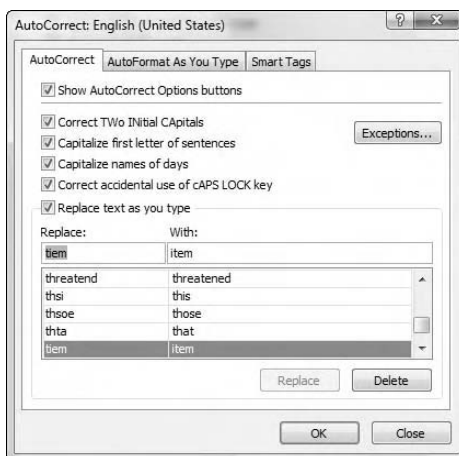 AutoCorrect: English (United States)
AutoCorrect AutoFormat As You Type Smart Tags
Show AutoCorrect Options buttons
Correct TWo INitial CApitals
Exceptions...
Capitalize first letter of sentences
Capitalize names of days
Correct accidental use of cAPS LOCK key
Replace text as you type
Replace: With:
tiem item
threatend threatened
thsi this
thsoe those
thta that
tiem item
Replace Delete
OK Close